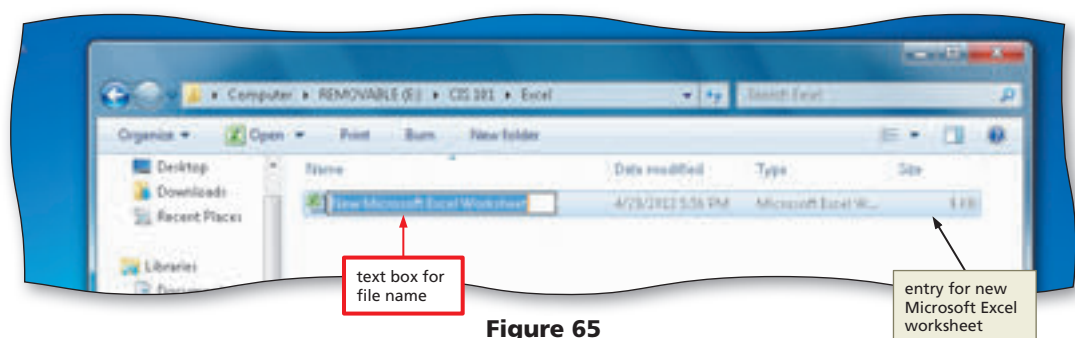 Computer ▸ REMOVABLE (E:) ▸ CIS 101 ▸ Excel Search Excel
Organize Open Print Burn New folder
Name Date modified Type Size
Desktop
Downloads
Recent Places
Libraries
New Microsoft Excel Worksheet 4/29/2012 5:56 PM Microsoft Excel W...
text box for
file name
entry for new
Microsoft Excel
worksheet
Figure 65